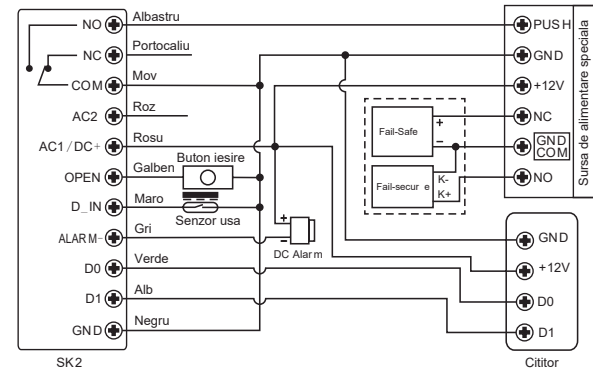 NO
Albastru
NC
Portocaliu
COM
Mov
AC2
Roz
AC1/DC+
Rosu
OPEN
Galben
Buton iesire
D_IN
Maro
Senzor usa
ALARM-
Gri
+
-
DC Alarm
D0
Verde
D1
Alb
GND
Negru
SK2
Fail-Safe
+
-
Fail-secur e
K-
K+
PUSH
GND
+12V
NC
GND
COM
NO
Sursa de alimentare speciala
GND
+12V
D0
D1
Cititor